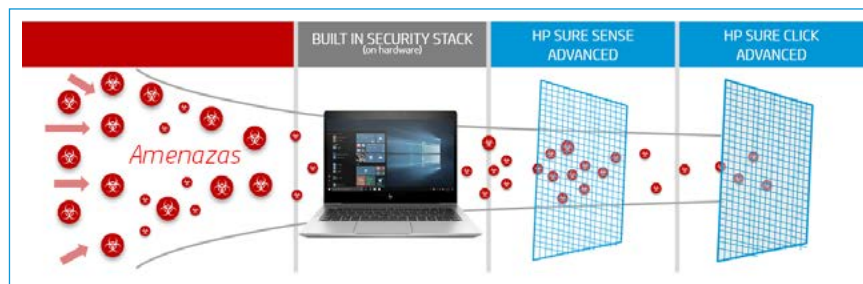 BUILT IN SECURITY STACK
(on hardware)
HP SURE SENSE
ADVANCED
HP SURE CLICK
ADVANCED
Amenazas